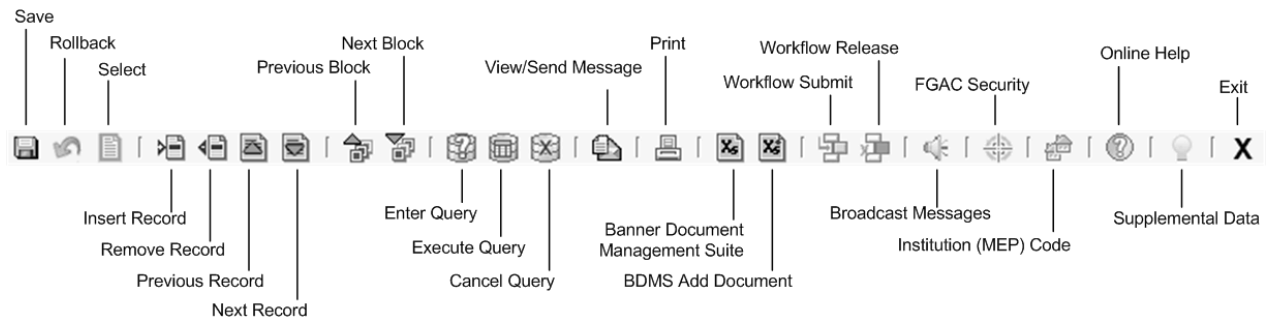 Save
Rollback
Select
Previous Block
Next Block
View/Send Message
Print
Workflow Release
Workflow Submit
FGAC Security
Online Help
Exit
X
Insert Record
Remove Record
Previous Record
Next Record
Enter Query
Execute Query
Cancel Query
Banner Document
Management Suite
BDMS Add Document
Broadcast Messages
Institution (MEP) Code
Supplemental Data